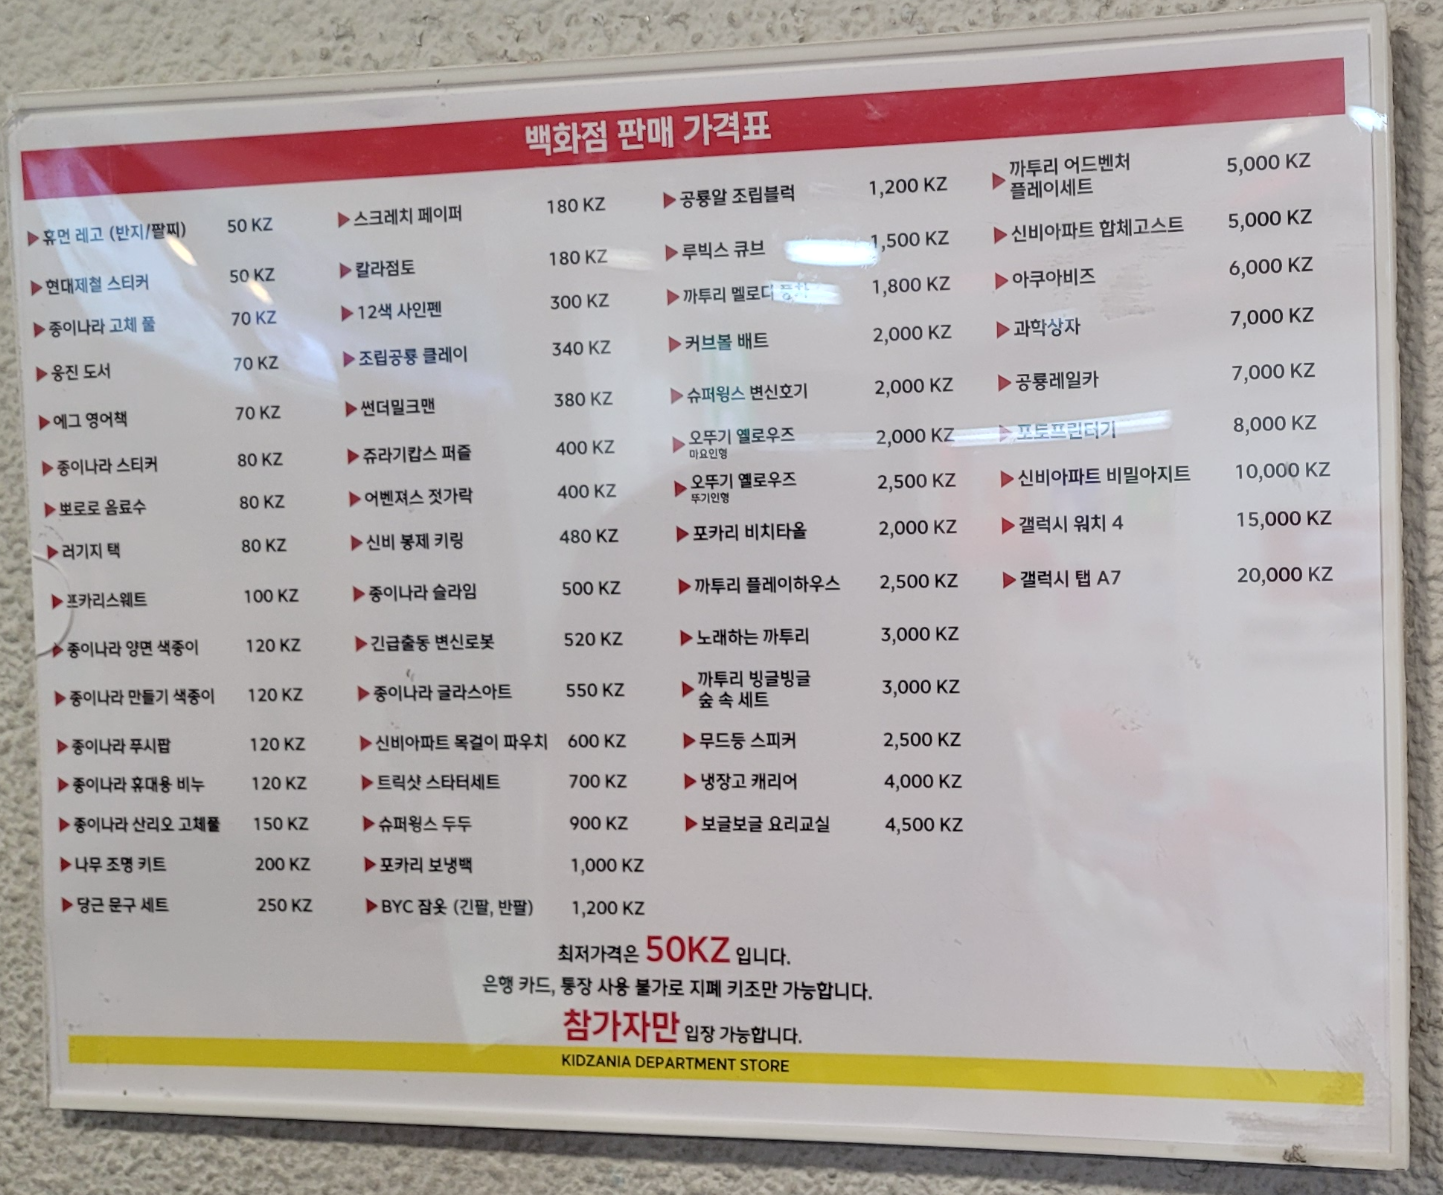 백화점 판매 가격표
▶휴먼 레고 (반지/팔찌) 50 KZ
▶현대제철 스티커 50 KZ
▶종이나라 고체 풀 70 KZ
▶웅진 도서 70 KZ
▶에그 영어책 70 KZ
▶종이나라 스티커 80 KZ
▶뽀로로 음료수 80 KZ
▶러기지 택 80 KZ
▶프카리스웨트 100 KZ
▶종이나라 양면 색종이 120 KZ
▶종이나라 만들기 색종이 120 KZ
▶종이나라 푸시팝 120 KZ
▶종이나라 휴대용 비누 120 KZ
▶종이나라 산리오 고체풀 150 KZ
▶나무 조명 키트 200 KZ
▶당근 문구 세트 250 KZ
▶스크레치 페이퍼 180 KZ
▶칼라점토 180 KZ
▶12색 사인펜 300 KZ
▶조립공룡 클레이 340 KZ
▶썬더밀크맨 380 KZ
▶쥬라기캅스 퍼즐 400 KZ
▶어벤져스 젓가락 400 KZ
▶신비 봉제 키링 480 KZ
▶종이나라 슬라임 500 KZ
▶긴급출동 변신로봇 520 KZ
▶종이나라 글라스아트 550 KZ
▶신비아파트 목걸이 파우치 600 KZ
▶트릭샷 스타터세트 700 KZ
▶슈퍼윙스 두두 900 KZ
▶포카리 보냉백 1,000 KZ
▶BYC 잠옷 (긴팔, 반팔) 1,200 KZ
▶공룡알 조립블럭 1,200 KZ
▶루빅스 큐브 1,500 KZ
▶까투리 멜로디 1,800 KZ
▶커브볼 배트 2,000 KZ
▶슈퍼윙스 변신호기 2,000 KZ
▶오뚜기 옐로우즈 2,000 KZ
마요인형
▶오뚜기 옐로우즈 2,500 KZ
뚜기인형
▶포카리 비치타올 2,000 KZ
▶까투리 플레이하우스 2,500 KZ
▶노래하는 까투리 3,000 KZ
▶까투리 빙글빙글 3,000 KZ
숲 속 세트
▶무드등 스피커 2,500 KZ
▶냉장고 캐리어 4,000 KZ
▶보글보글 요리교실 4,500 KZ
▶까투리 어드벤처 5,000 KZ
플레이세트
▶신비아파트 합체고스트 5,000 KZ
▶아쿠아비즈 6,000 KZ
▶과학상자 7,000 KZ
▶공룡레일카 7,000 KZ
▶포토프린터기 8,000 KZ
▶신비아파트 비밀아지트 10,000 KZ
▶갤럭시 워치 4 15,000 KZ
▶갤럭시 탭 A7 20,000 KZ
최저가격은 50KZ 입니다.
은행 카드, 통장 사용 불가로 지폐 키조만 가능합니다.
참가자만 입장 가능합니다.
KIDZANIA DEPARTMENT STORE